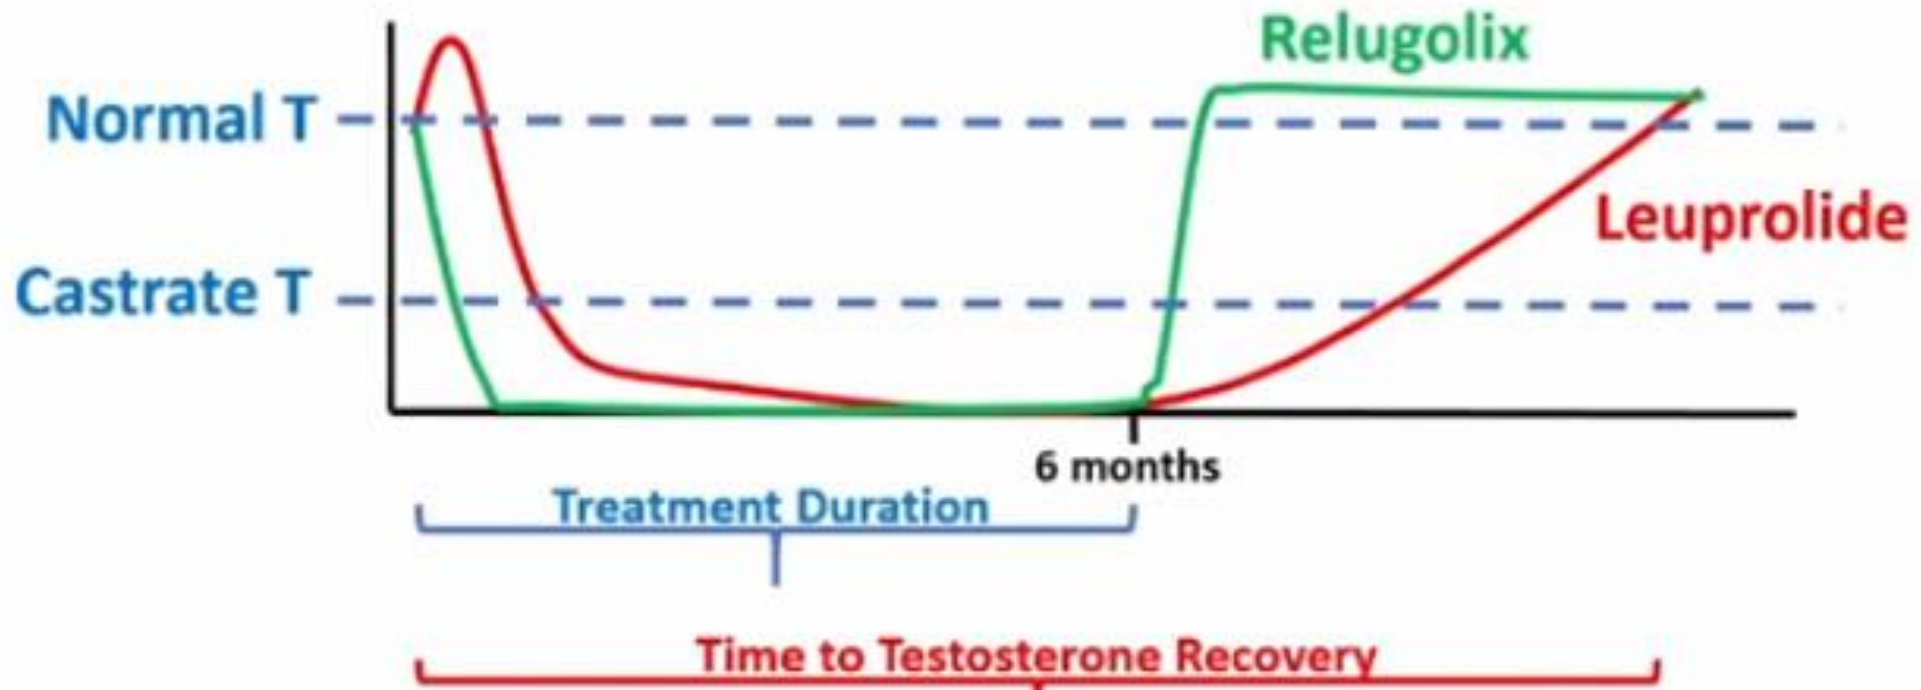 Relugolix
Normal T
Leuprolide
Castrate T
6 months
Treatment Duration
Time to Testosterone Recovery